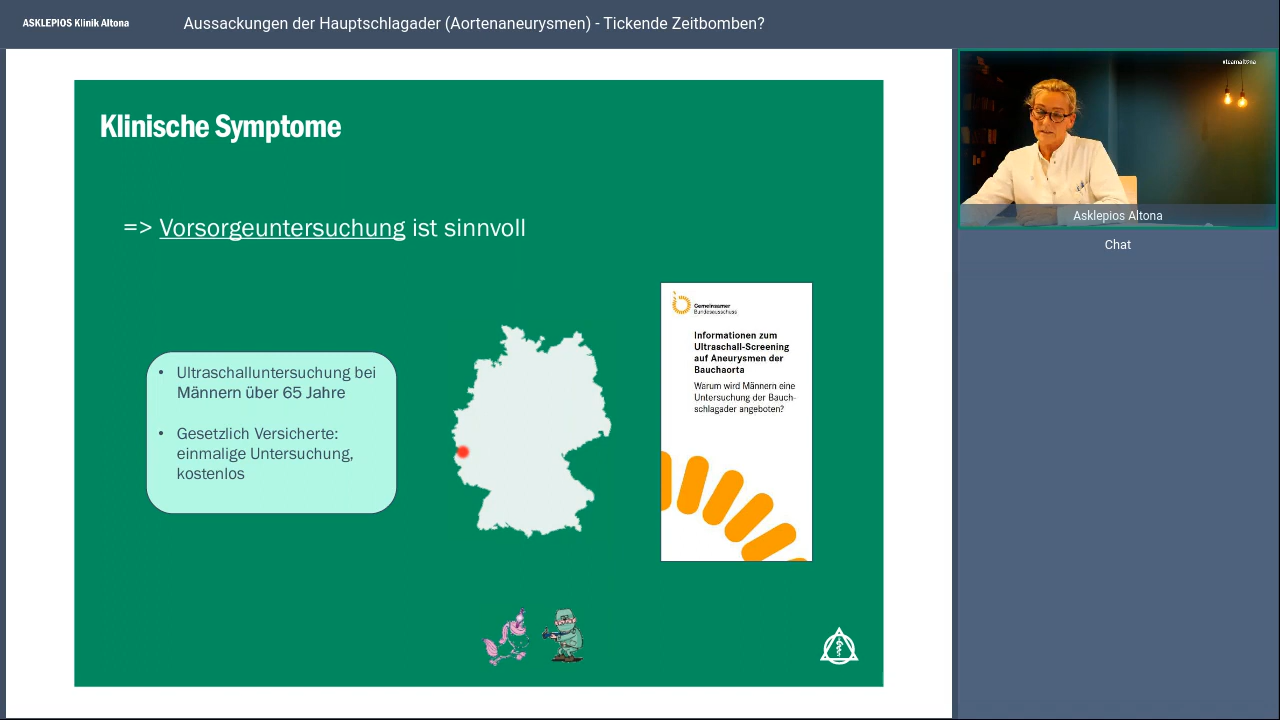 ASKLEPIOS Klinik Altona
Aussackungen der Hauptschlagader (Aortenaneurysmen) - Tickende Zeitbomben?
Klinische Symptome
=> Vorsorgeuntersuchung ist sinnvoll
• Ultraschalluntersuchung bei
Männern über 65 Jahre
• Gesetzlich Versicherte:
einmalige Untersuchung,
kostenlos
Gemeinsamer
Bundesausschuss
Informationen zum
Ultraschall-Screening
auf Aneurysmen der
Bauchaorta
Warum wird Männern eine
Untersuchung der Bauch-
schlagader angeboten?
#teamaltona
Asklepios Altona
Chat